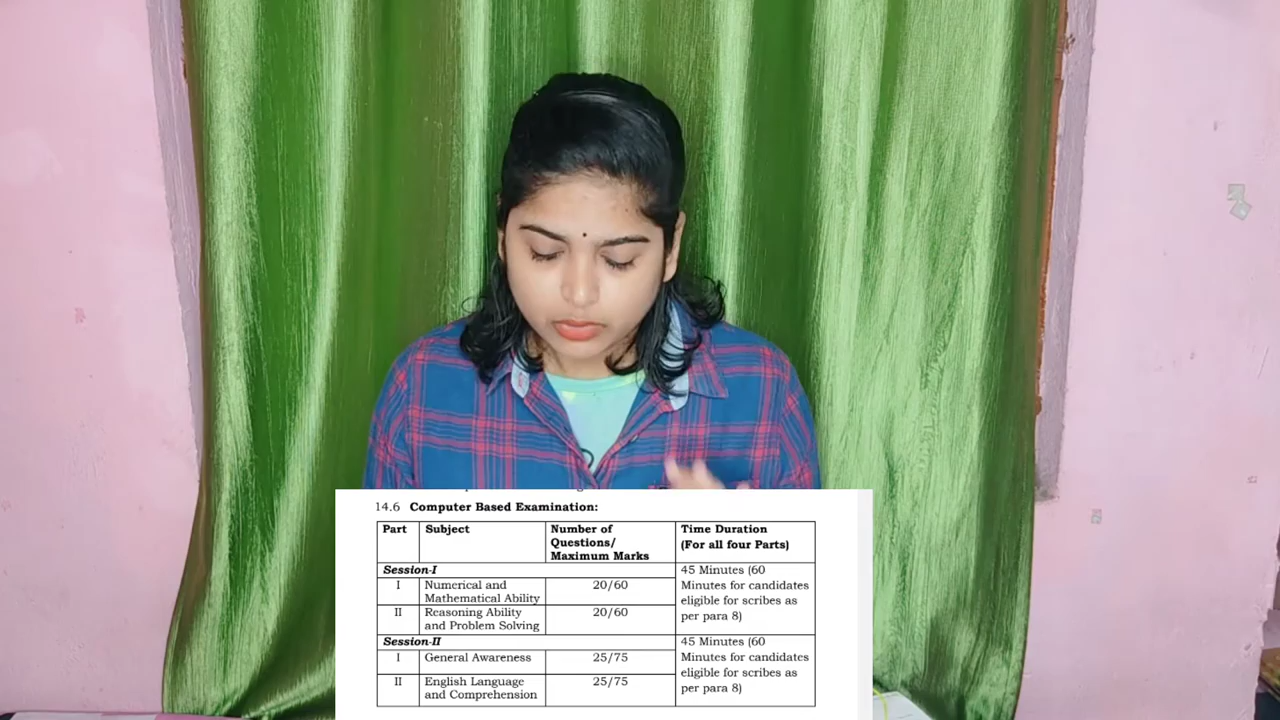 14.6 Computer Based Examination:
Part Subject Number of Questions/ Maximum Marks Time Duration (For all four Parts)
Session-I 45 Minutes (60 Minutes for candidates eligible for scribes as per para 8)
I Numerical and Mathematical Ability 20/60
II Reasoning Ability and Problem Solving 20/60
Session-II 45 Minutes (60 Minutes for candidates eligible for scribes as per para 8)
I General Awareness 25/75
II English Language and Comprehension 25/75